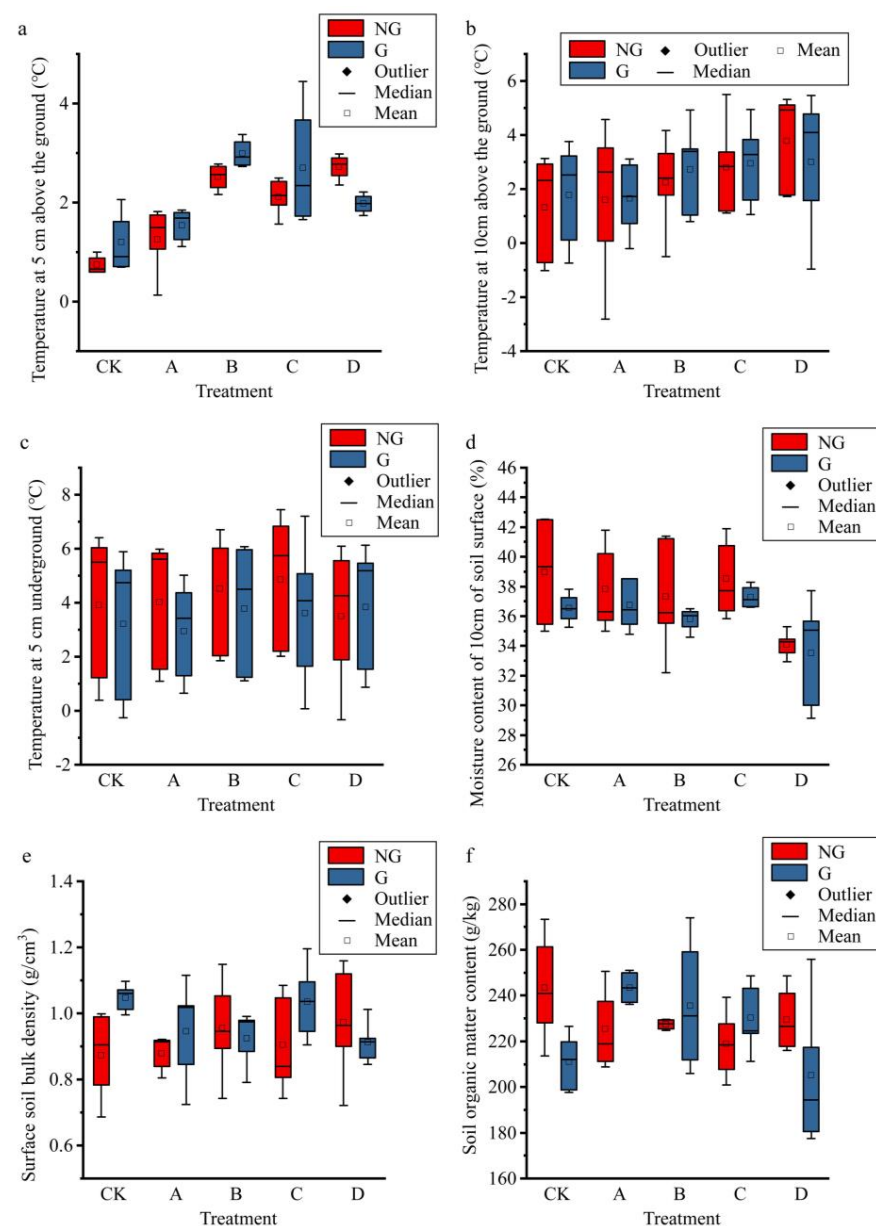 a
NG
G
Outlier
Median
Mean
Temperature at 5 cm above the ground (℃)
4
2
0
CK A B C D
Treatment
b
NG Outlier Mean
G Median
Temperature at 10cm above the ground (℃)
6
4
2
0
-2
-4
CK A B C D
Treatment
c
NG
G
Outlier
Median
Mean
Temperature at 5 cm underground (℃)
8
6
4
2
0
-2
CK A B C D
Treatment
d
NG
G
Outlier
Median
Mean
Moisture content of 10cm of soil surface (%)
46
44
42
40
38
36
34
36
28
26
CK A B C D
Treatment
e
NG
G
Outlier
Median
Mean
Surface soil bulk density (g/cm³)
1.4
1.2
1.0
0.8
0.6
CK A B C D
Treatment
f
NG
G
Outlier
Median
Mean
Soil organic matter content (g/kg)
280
260
240
220
200
180
160
CK A B C D
Treatment